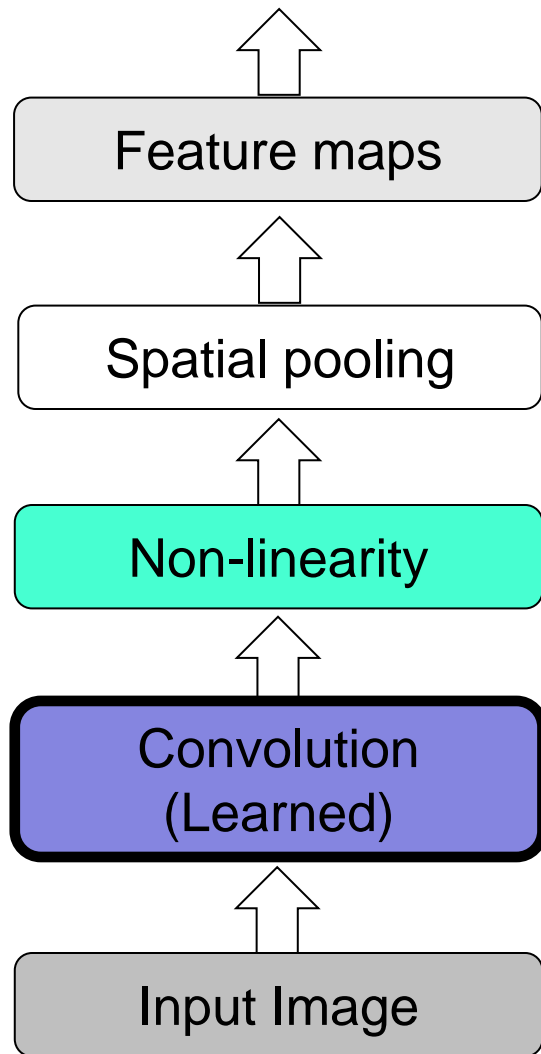 Feature maps
Spatial pooling
Non-linearity
Convolution
(Learned)
Input Image